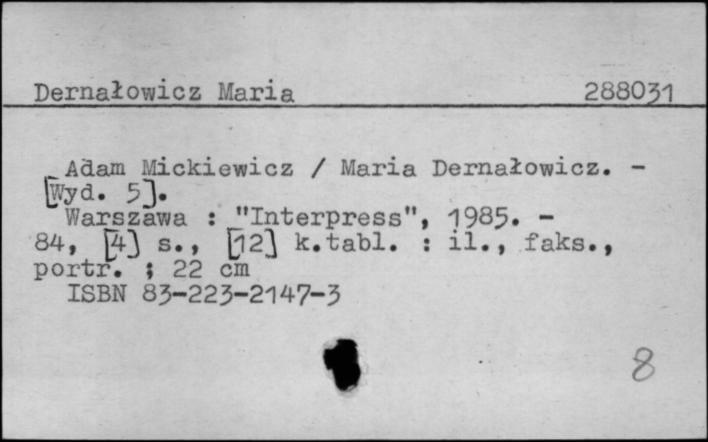 Dernałowicz Maria 288031
Adam Mickiewicz / Maria Dernałowicz. -
[Wyd. 5].
Warszawa : "Interpress", 1985. -
84, [4] s., [12] k.tabl. : il., faks.,
portr. ; 22 cm
ISBN 83-223-2147-3
8